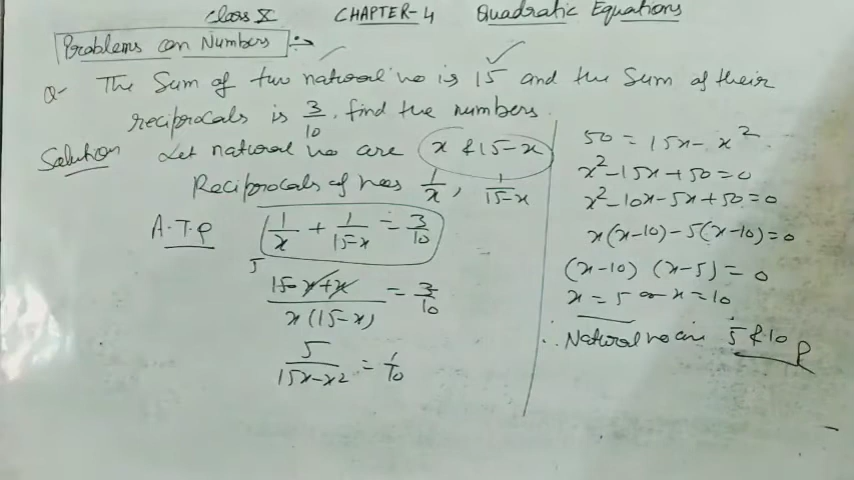 Class X CHAPTER-4 Quadratic Equations
Problems on Numbers :→
Q- The Sum of two natural no is 15 and the Sum of their
reciprocals is 3/10. find the numbers.
Solution Let natural no are x & 15-x
Reciprocals of nos 1/x, 1/15-x
A.T.P 1/x + 1/15-x = 3/10
5
15-x+x/x(15-x) = 3/10
5/15x-x2 = 1/10
50 = 15x - x²
x²-15x+50=0
x²-10x-5x+50=0
x(x-10)-5(x-10)=0
(x-10) (x-5) = 0
x = 5 or x = 10
∴ Natural no are 5 & 10